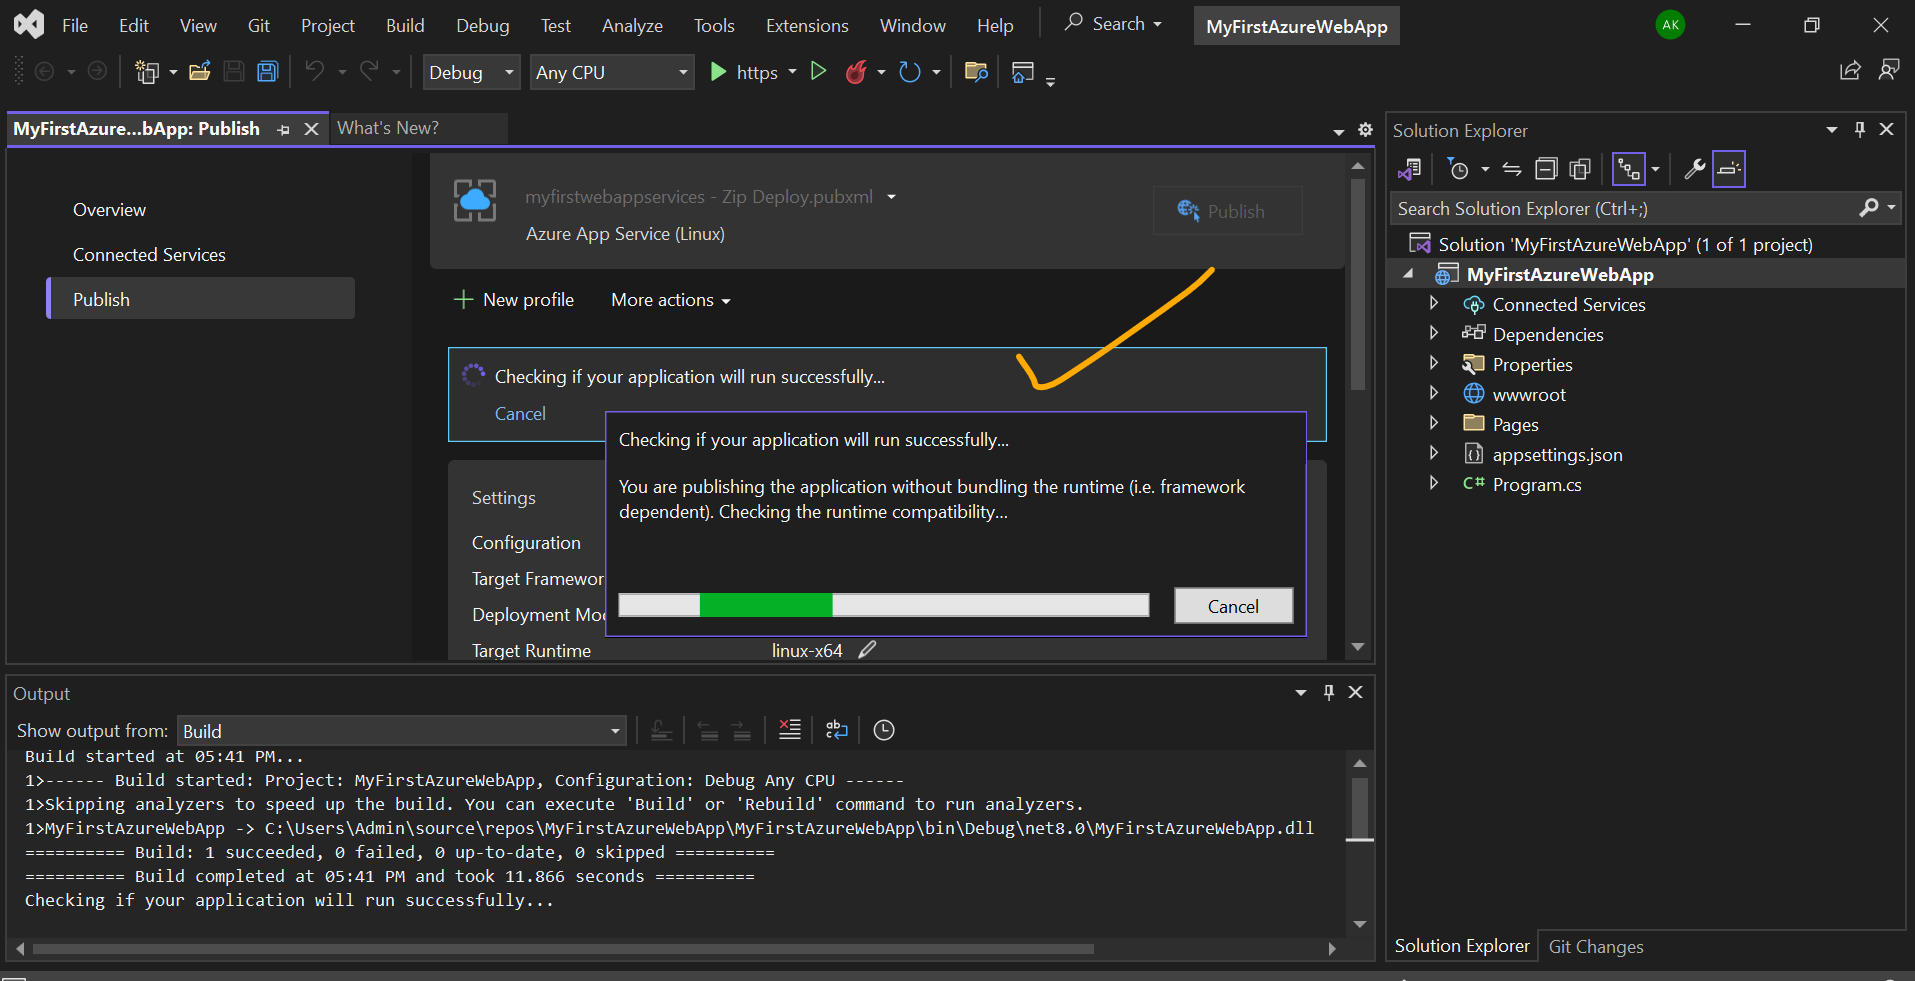 File Edit View Git Project Build Debug Test Analyze Tools Extensions Window Help Search MyFirstAzureWebApp AK
Debug Any CPU https
MyFirstAzure...bApp: Publish What's New?
Overview
Connected Services
Publish
myfirstwebappservices - Zip Deploy.pubxml
Azure App Service (Linux)
Publish
New profile More actions
Checking if your application will run successfully...
Cancel
Checking if your application will run successfully...
You are publishing the application without bundling the runtime (i.e. framework
dependent). Checking the runtime compatibility...
Cancel
Settings
Configuration
Target Framewor
Deployment Mo
Target Runtime linux-x64
Output
Show output from: Build
Build started at 05:41 PM...
1>------ Build started: Project: MyFirstAzureWebApp, Configuration: Debug Any CPU ------
1>Skipping analyzers to speed up the build. You can execute 'Build' or 'Rebuild' command to run analyzers.
1>MyFirstAzureWebApp -> C:\Users\Admin\source\repos\MyFirstAzureWebApp\MyFirstAzureWebApp\bin\Debug\net8.0\MyFirstAzureWebApp.dll
========== Build: 1 succeeded, 0 failed, 0 up-to-date, 0 skipped ==========
========== Build completed at 05:41 PM and took 11.866 seconds ==========
Checking if your application will run successfully...
Solution Explorer
Search Solution Explorer (Ctrl+;)
Solution 'MyFirstAzureWebApp' (1 of 1 project)
MyFirstAzureWebApp
Connected Services
Dependencies
Properties
wwwroot
Pages
appsettings.json
C# Program.cs
Solution Explorer Git Changes